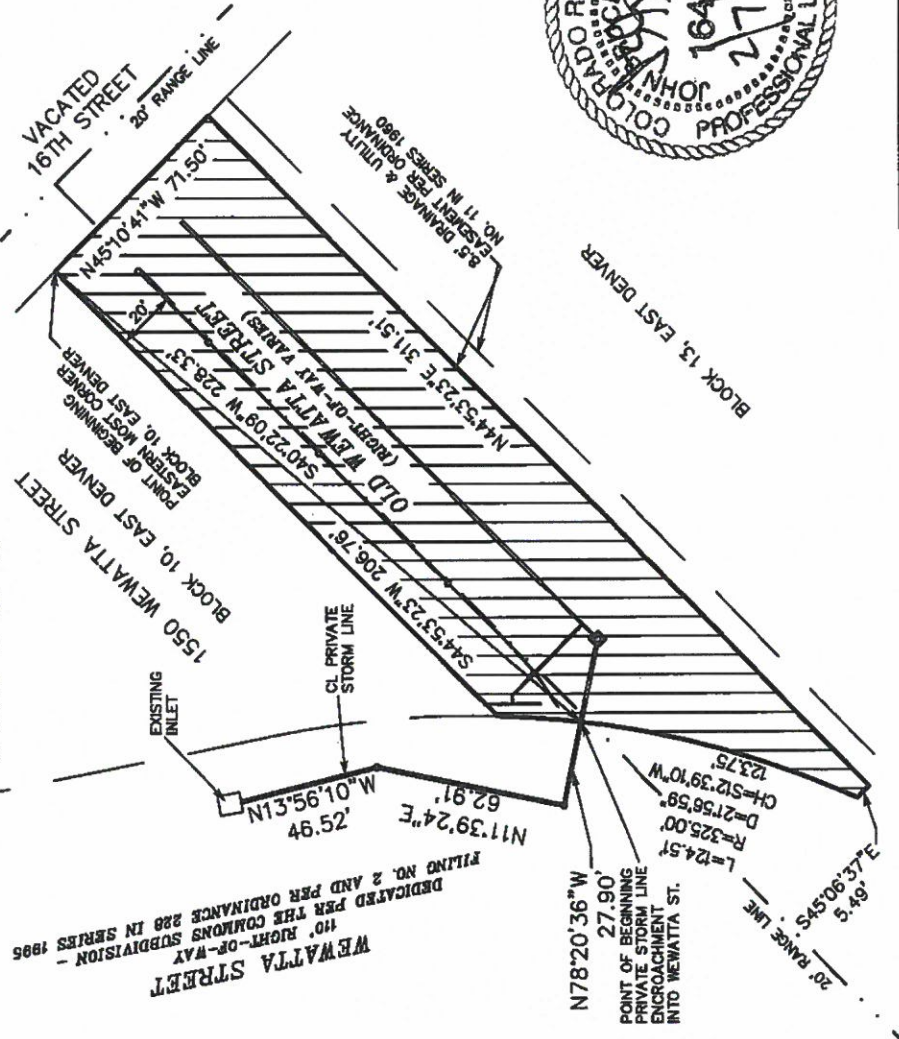 VACATED
16TH STREET
20' RANGE LINE
N45°10'41"W 71.50'
8.5' DRAINAGE & UTILITY
EASEMENT PER ORDINANCE
NO. 11 IN SERIES 1960
POINT OF BEGINNING
EASTERN MOST CORNER
BLOCK 10, EAST DENVER
20'
1550 WEWATTA STREET
BLOCK 10, EAST DENVER
S40°22'09"W 228.33'
OLD WEWATTA STREET
(RIGHT-OF-WAY VARIES)
S44°53'23"W 206.76'
N44°53'23"E 311.51'
BLOCK 13, EAST DENVER
EXISTING
INLET
CL PRIVATE
STORM LINE
N13°56'10"W
46.52'
N11°39'24"E
62.91'
WEWATTA STREET
110' RIGHT-OF-WAY
DEDICATED PER THE COMMONS SUBDIVISION -
FILING NO. 2 AND PER ORDINANCE 228 IN SERIES 1995
N78°20'36"W
27.90'
POINT OF BEGINNING
PRIVATE STORM LINE
ENCROACHMENT
INTO WEWATTA ST.
L=124.51'
R=325.00'
D=21°56'59"
CH=S12°39'10"W
123.75'
20' RANGE LINE
S45°06'37"E
5.49'
COLORADO R
JOHN
164
27
PROFESSIONAL L